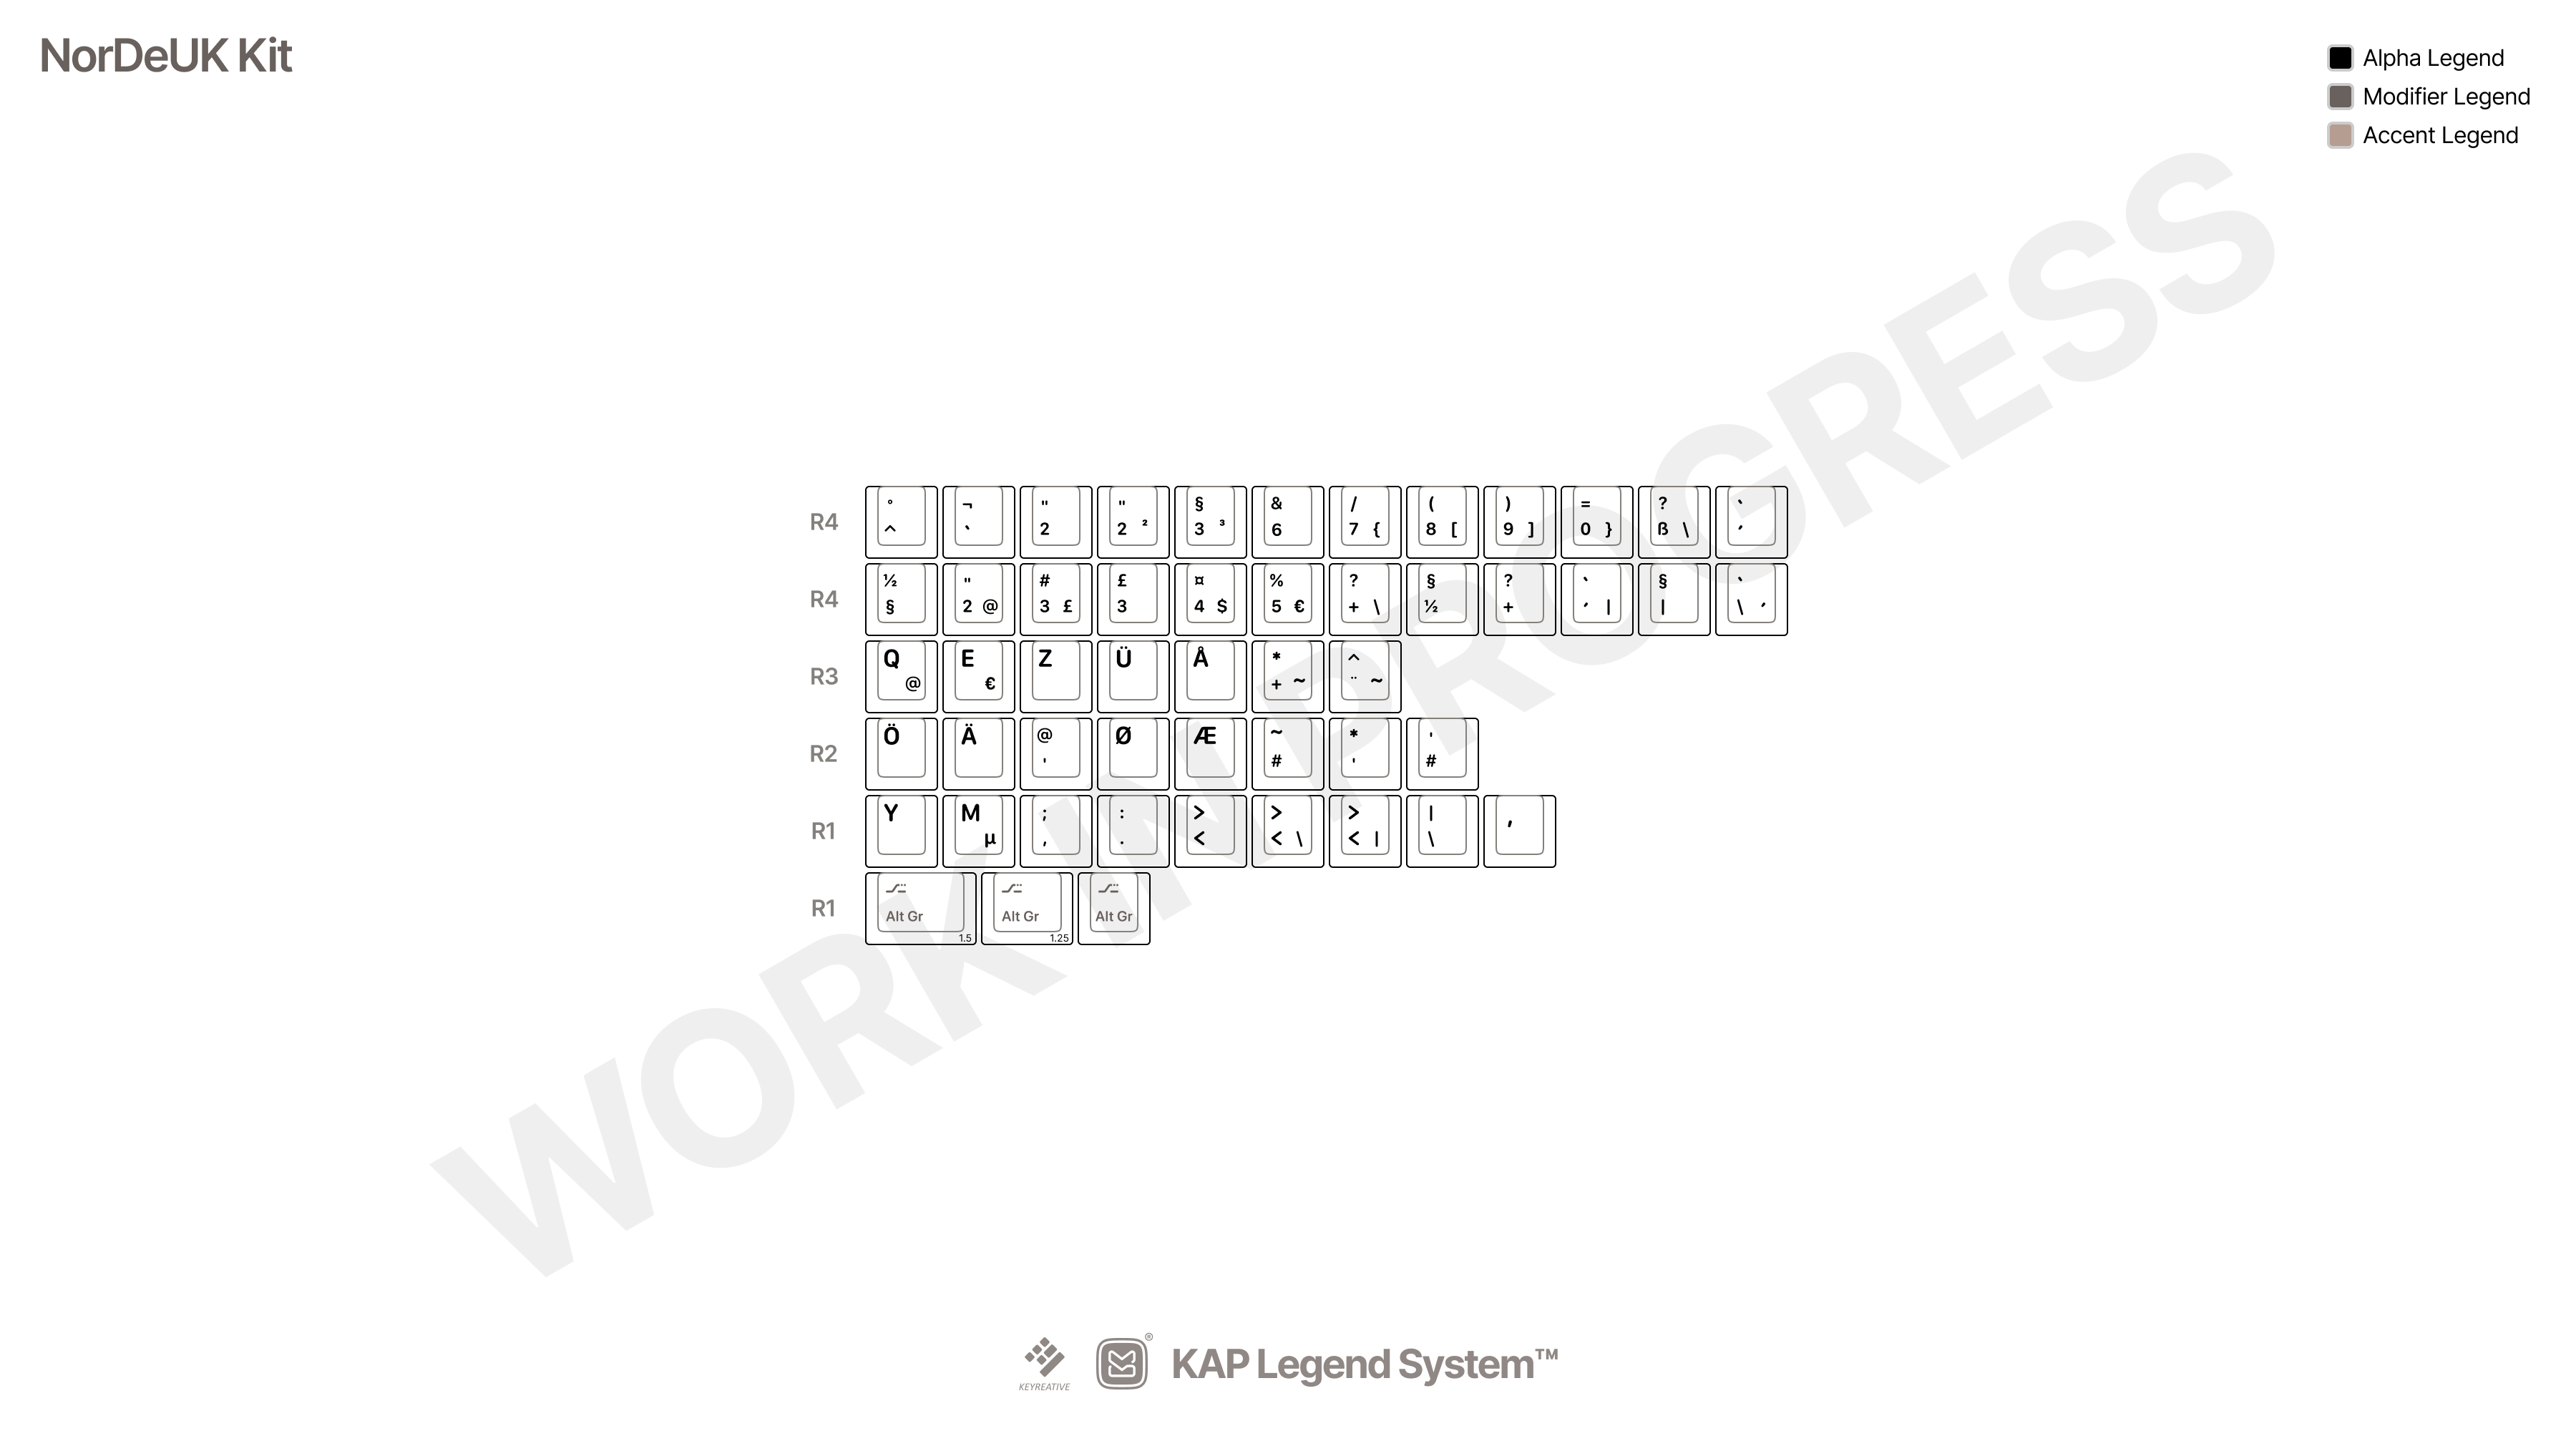 NorDeUK Kit
Alpha Legend
Modifier Legend
Accent Legend
WORK IN PROGRESS
R4
° ^
¬ `
" 2
" 2 ²
§ 3 ³
& 6
/ 7 {
( 8 [
) 9 ]
= 0 }
? ß \
` ´
R4
½ §
" 2 @
# 3 £
£ 3
¤ 4 $
% 5 €
? + \
§ ½
? +
` ´ |
§ |
` \ ´
R3
Q @
E €
Z
Ü
Å
* + ~
^ ¨ ~
R2
Ö
Ä
@ '
Ø
Æ
~ #
* '
' #
R1
Y
M µ
; ,
: .
> <
> < \
> < |
| \
,
R1
Alt Gr 1.5
Alt Gr 1.25
Alt Gr
KEYREATIVE
®
KAP Legend System™